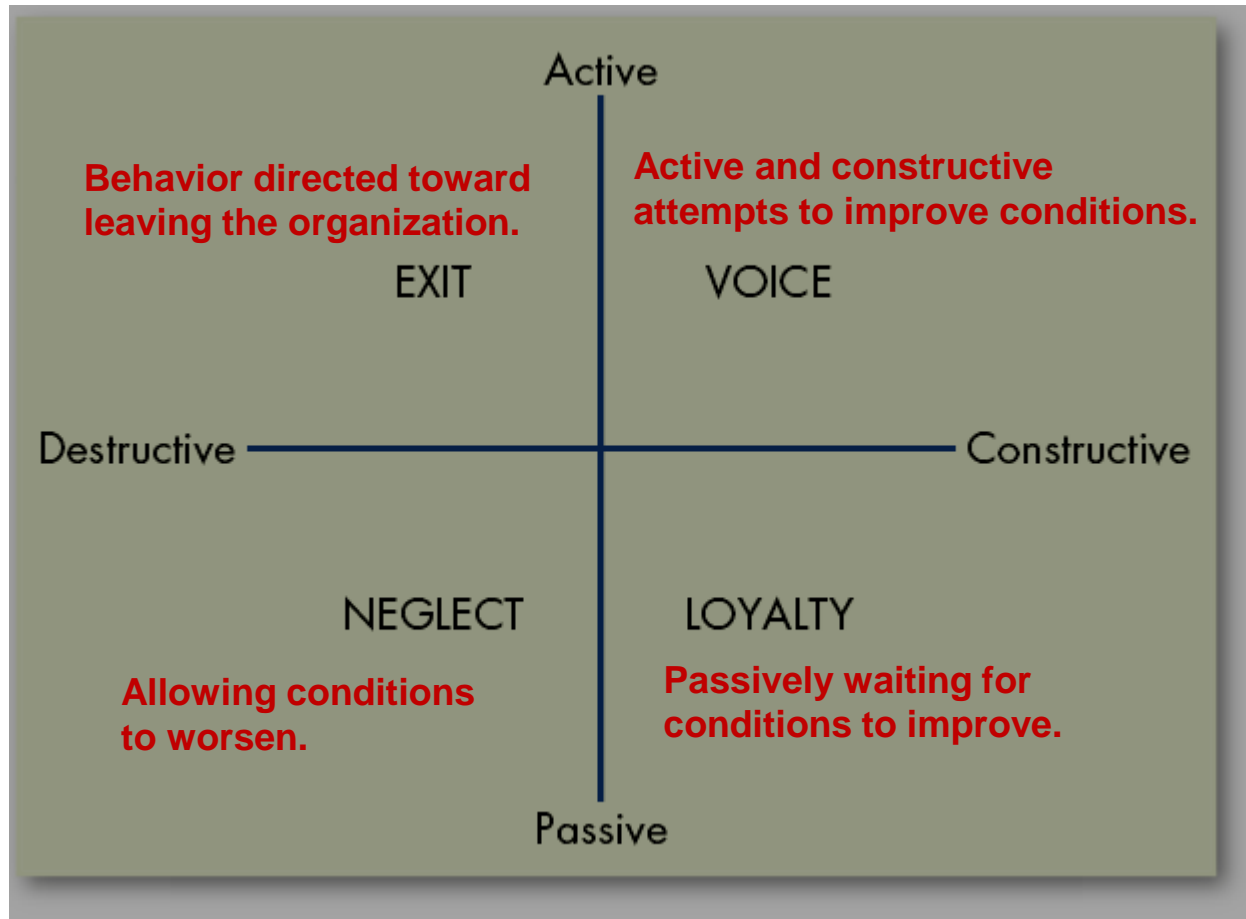 Active
Behavior directed toward
leaving the organization.
Active and constructive
attempts to improve conditions.
EXIT
VOICE
Destructive
Constructive
NEGLECT
LOYALTY
Allowing conditions
to worsen.
Passively waiting for
conditions to improve.
Passive